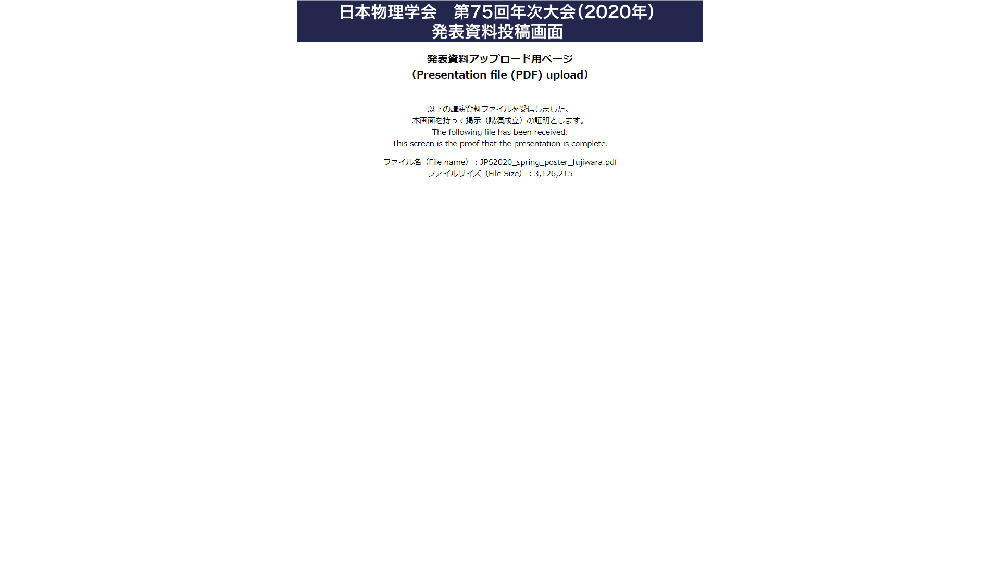 日本物理学会　第75回年次大会(2020年)
発表資料投稿画面
発表資料アップロード用ページ
（Presentation file (PDF) upload）
以下の講演資料ファイルを受信しました。
本画面を持って掲示（講演成立）の証明とします。
The following file has been received.
This screen is the proof that the presentation is complete.
ファイル名（File name）：JPS2020_spring_poster_fujiwara.pdf
ファイルサイズ（File Size）：3,126,215